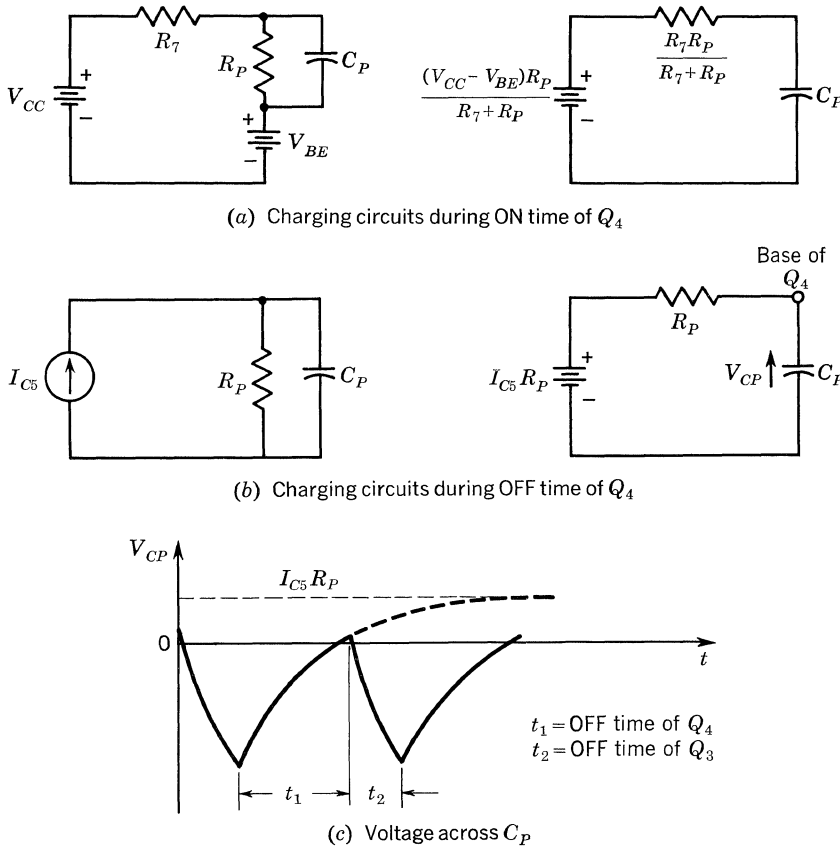 R7
RP
CP
VCC
+
−
+
−
VBE
(VCC − VBE)RP
R7 + RP
+
−
R7RP
R7 + RP
CP
(a) Charging circuits during ON time of Q4
IC5
RP
CP
Base of
Q4
RP
IC5 RP
+
−
VCP
CP
(b) Charging circuits during OFF time of Q4
VCP
IC5RP
0
t
t1 = OFF time of Q4
t2 = OFF time of Q3
t1
t2
(c) Voltage across CP